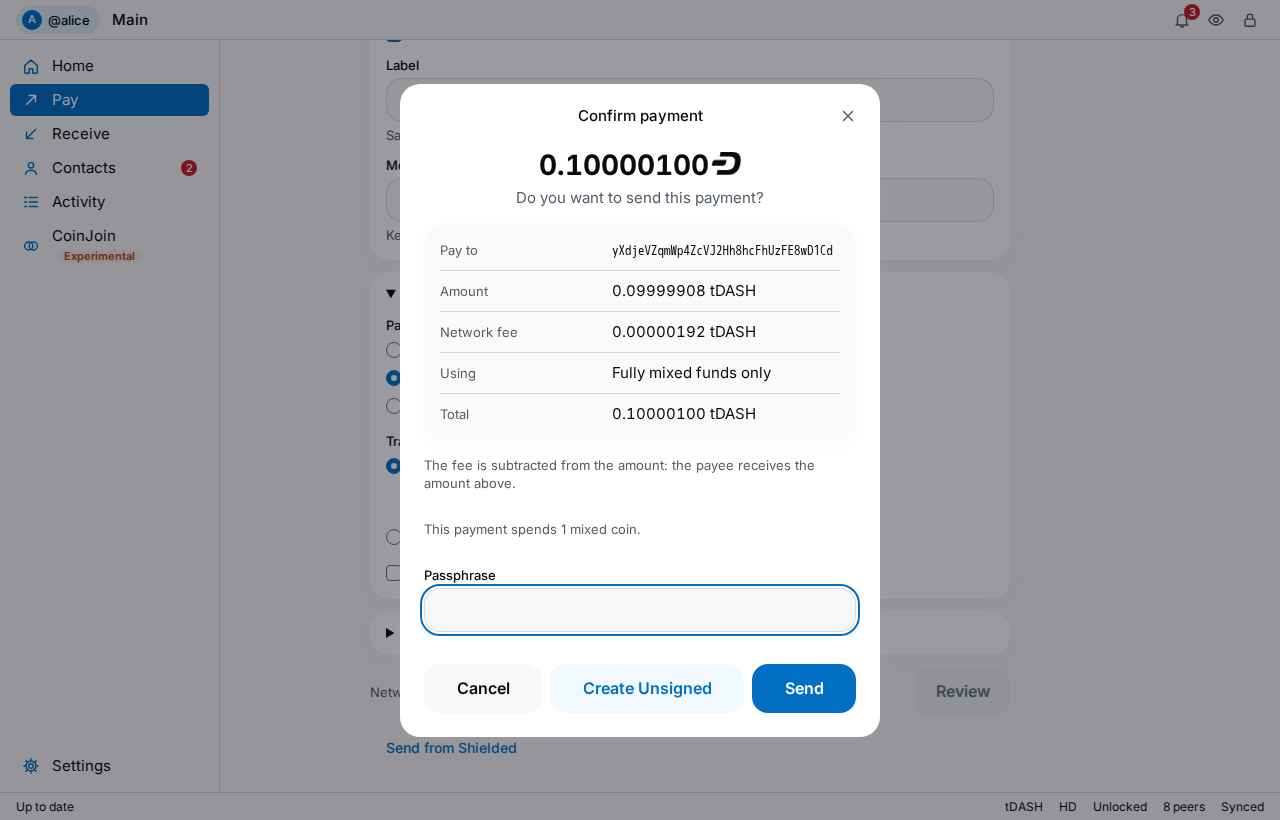 A @alice Main 3
Home
Pay
Receive
Contacts 2
Activity
CoinJoin
Experimental
Settings
Label
Confirm payment
0.10000100
Do you want to send this payment?
Pay to yXdjeVZqmWp4ZcVJ2Hh8hcFhUzFE8wD1Cd
Amount 0.09999908 tDASH
Network fee 0.00000192 tDASH
Using Fully mixed funds only
Total 0.10000100 tDASH
The fee is subtracted from the amount: the payee receives the
amount above.
This payment spends 1 mixed coin.
Passphrase
Cancel Create Unsigned Send
Review
Send from Shielded
Up to date tDASH HD Unlocked 8 peers Synced